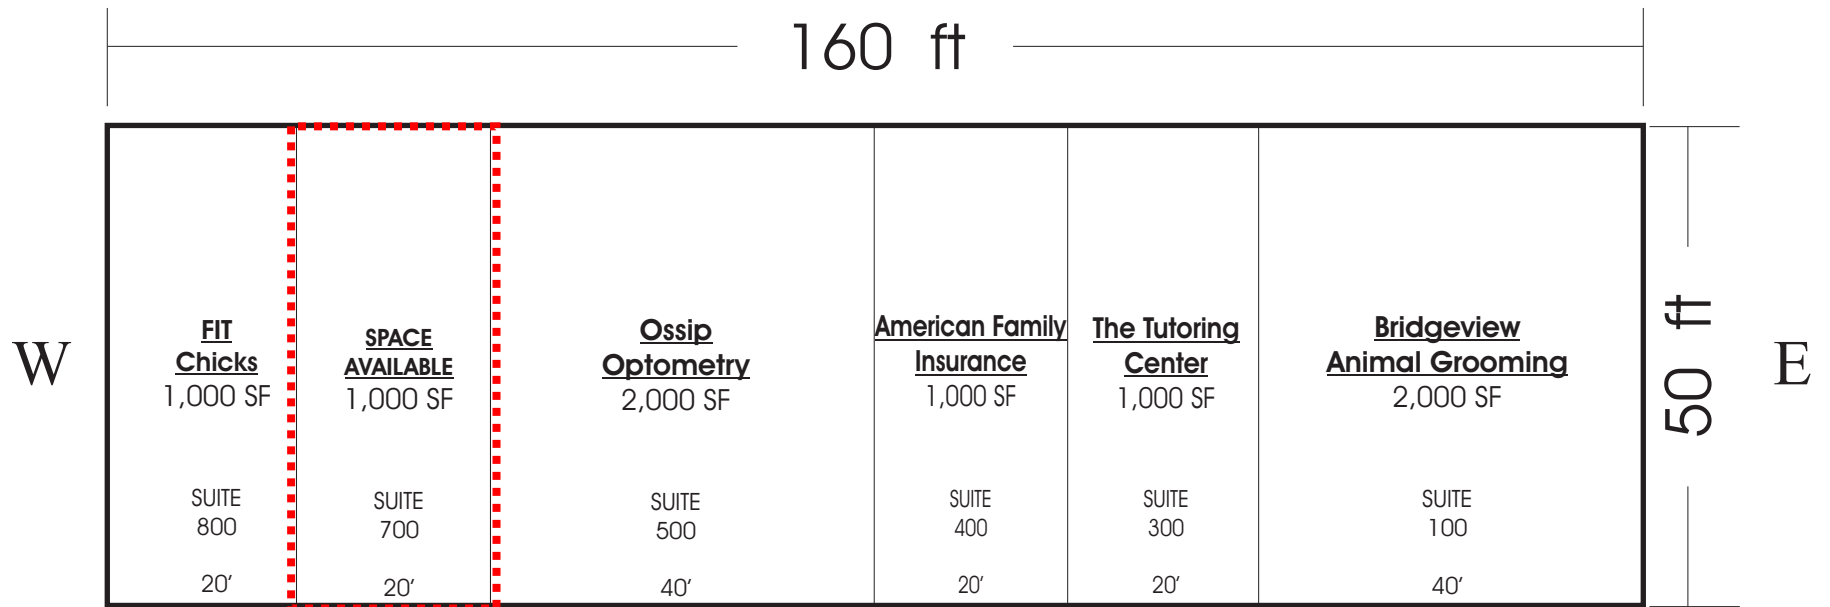 160 ft
W
FIT
Chicks
1,000 SF
SUITE
800
20'
SPACE
AVAILABLE
1,000 SF
SUITE
700
20'
Ossip
Optometry
2,000 SF
SUITE
500
40'
American Family
Insurance
1,000 SF
SUITE
400
20'
The Tutoring
Center
1,000 SF
SUITE
300
20'
Bridgeview
Animal Grooming
2,000 SF
SUITE
100
40'
50 ft
E